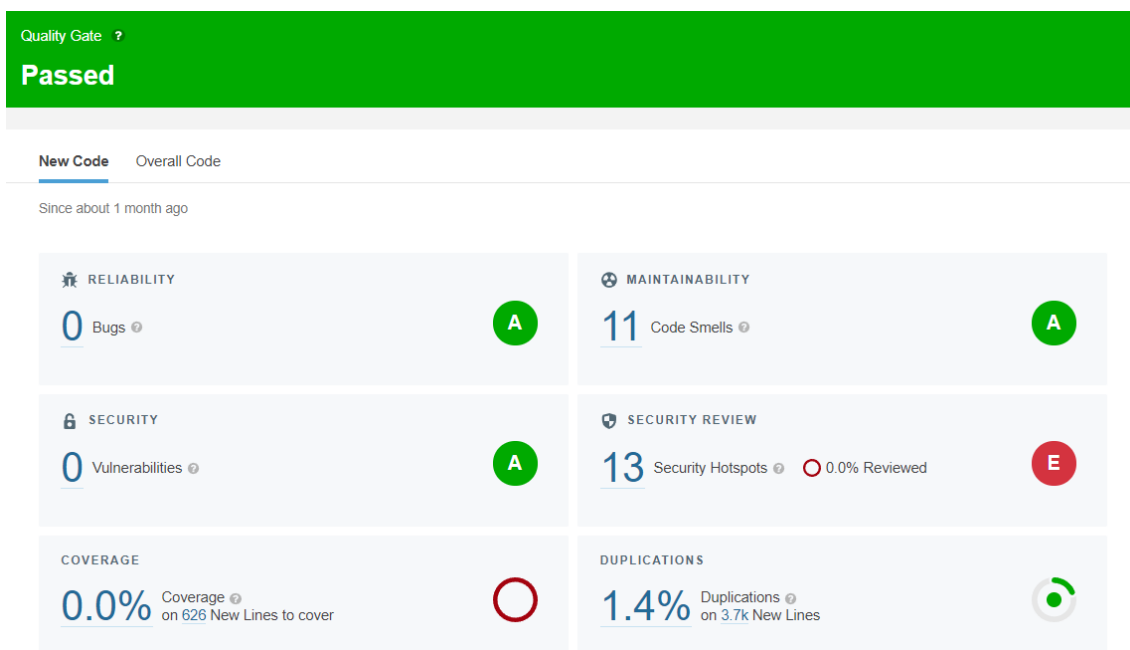 Quality Gate ?
Passed
New Code Overall Code
Since about 1 month ago
RELIABILITY
0 Bugs ?
A
MAINTAINABILITY
11 Code Smells ?
A
SECURITY
0 Vulnerabilities ?
A
SECURITY REVIEW
13 Security Hotspots ? 0.0% Reviewed
E
COVERAGE
0.0% Coverage ?
on 626 New Lines to cover
DUPLICATIONS
1.4% Duplications ?
on 3.7k New Lines